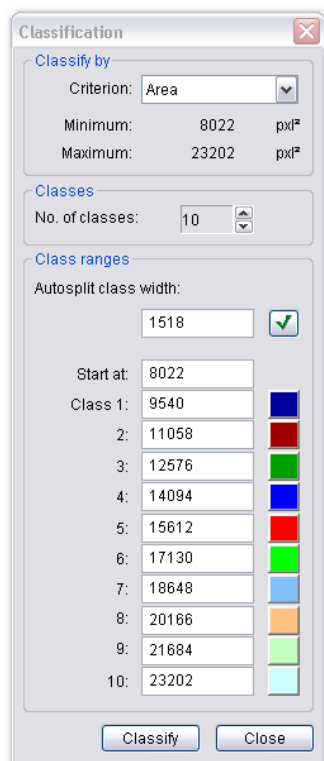 Classification
Classify by
Criterion: Area
Minimum: 8022 pxl²
Maximum: 23202 pxl²
Classes
No. of classes: 10
Class ranges
Autosplit class width:
1518
Start at: 8022
Class 1: 9540
2: 11058
3: 12576
4: 14094
5: 15612
6: 17130
7: 18648
8: 20166
9: 21684
10: 23202
Classify Close